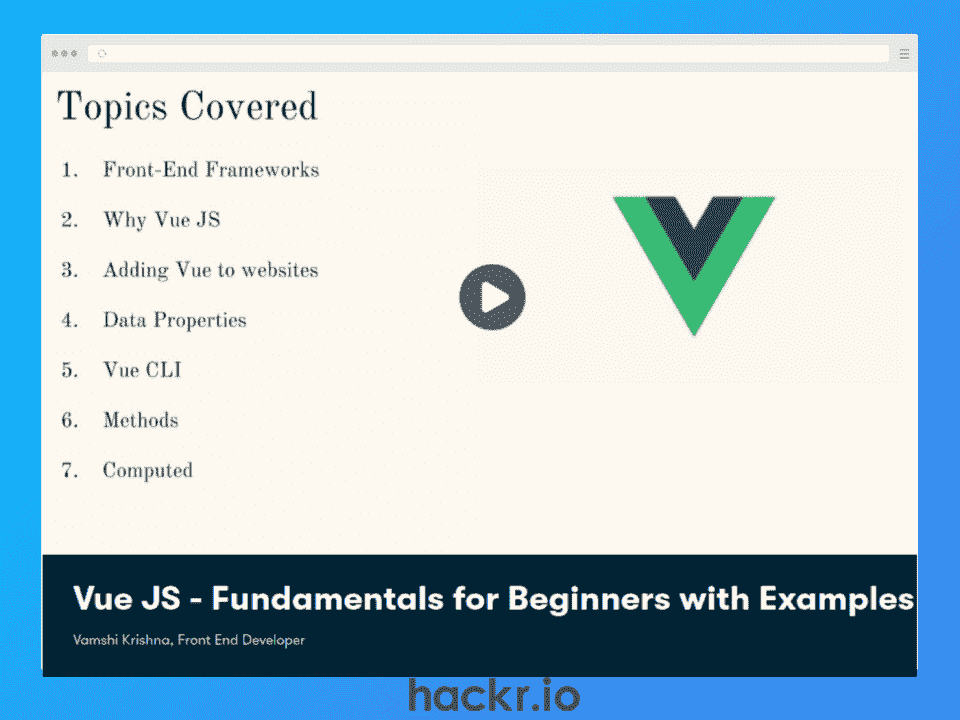 Topics Covered
1. Front-End Frameworks
2. Why Vue JS
3. Adding Vue to websites
4. Data Properties
5. Vue CLI
6. Methods
7. Computed
Vue JS - Fundamentals for Beginners with Examples
Vamshi Krishna, Front End Developer
hackr.io